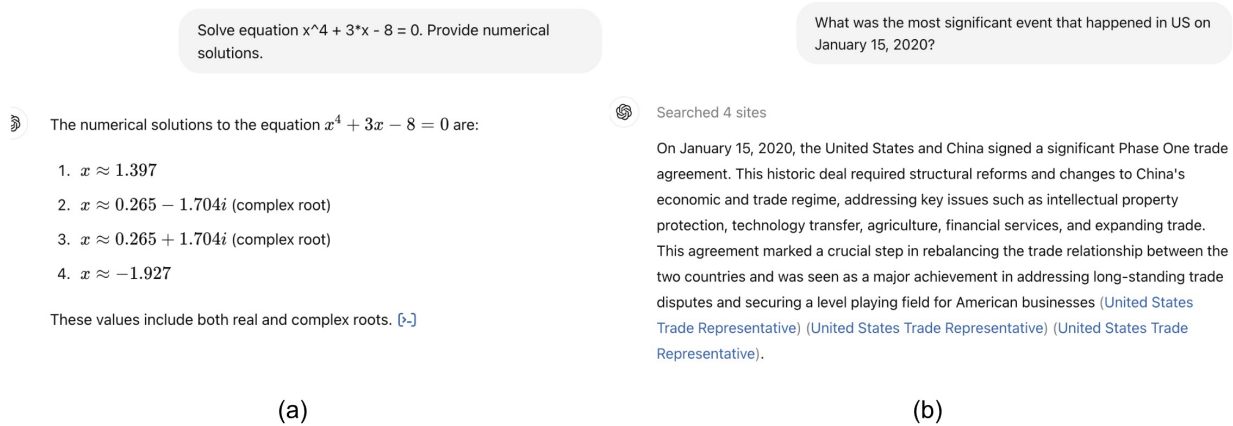 Solve equation x^4 + 3*x - 8 = 0. Provide numerical
solutions.
The numerical solutions to the equation x⁴ + 3x − 8 = 0 are:
1. x ≈ 1.397
2. x ≈ 0.265 − 1.704i (complex root)
3. x ≈ 0.265 + 1.704i (complex root)
4. x ≈ −1.927
These values include both real and complex roots. [>-]
(a)
What was the most significant event that happened in US on
January 15, 2020?
Searched 4 sites
On January 15, 2020, the United States and China signed a significant Phase One trade
agreement. This historic deal required structural reforms and changes to China's
economic and trade regime, addressing key issues such as intellectual property
protection, technology transfer, agriculture, financial services, and expanding trade.
This agreement marked a crucial step in rebalancing the trade relationship between the
two countries and was seen as a major achievement in addressing long-standing trade
disputes and securing a level playing field for American businesses (United States
Trade Representative) (United States Trade Representative) (United States Trade
Representative).
(b)